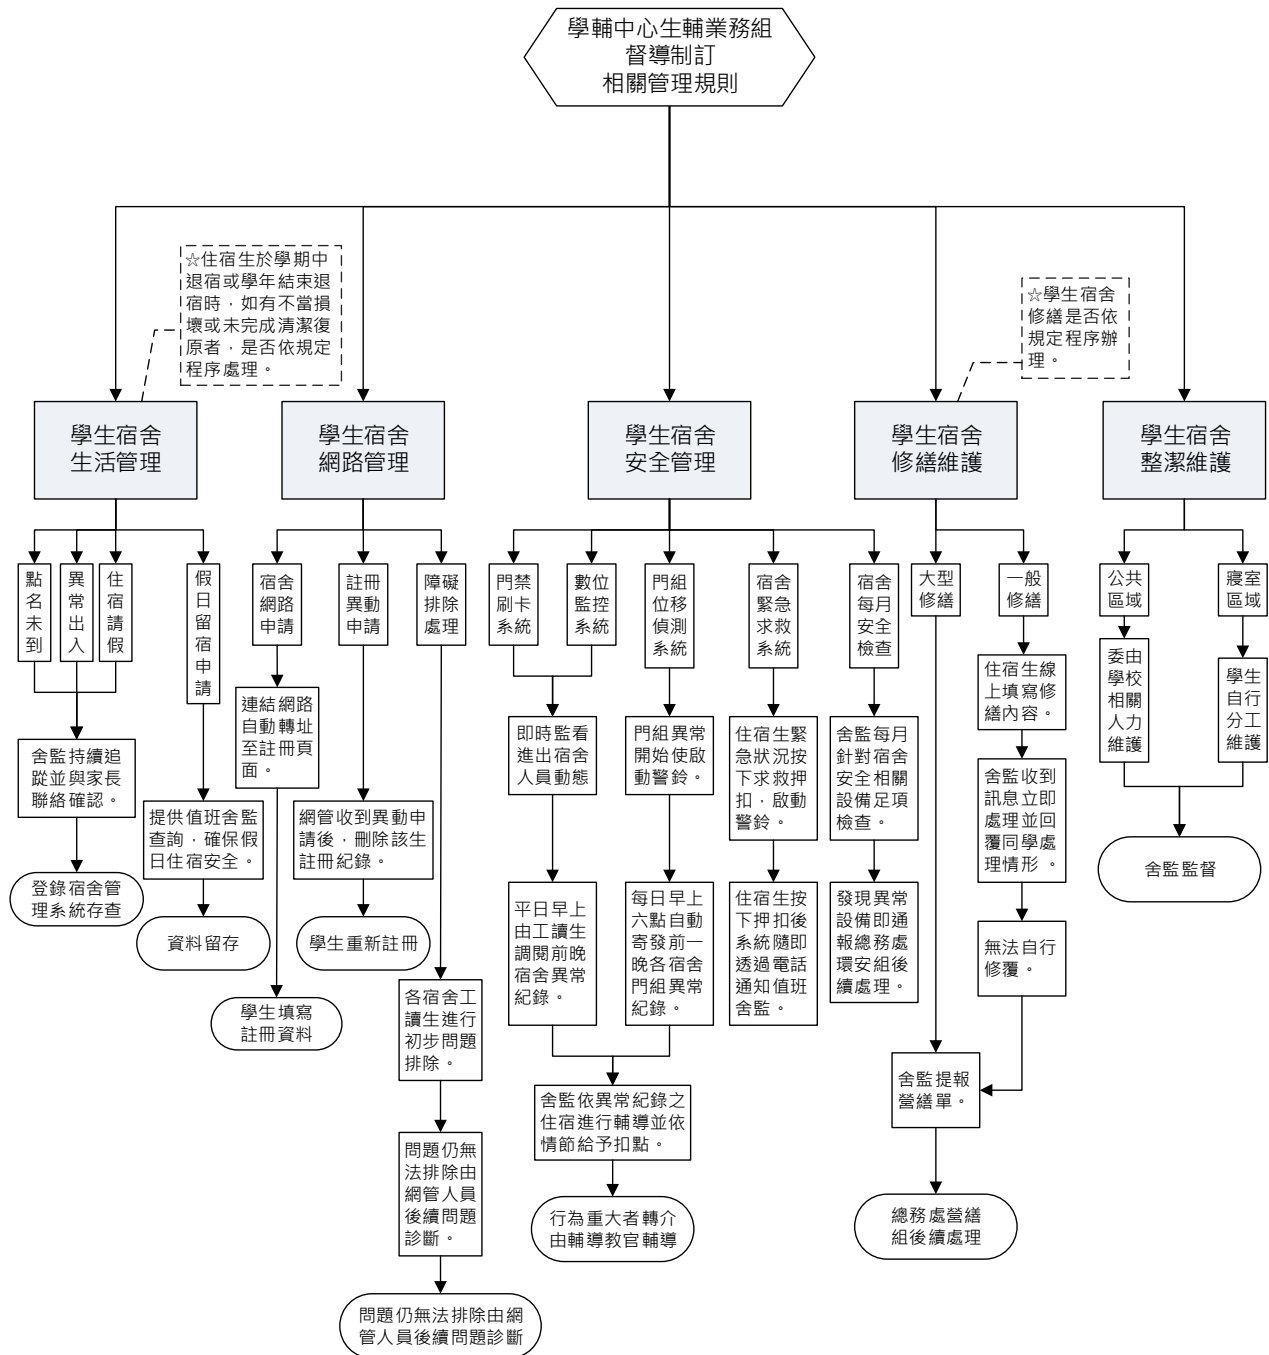 學輔中心生輔業務組
督導制訂
相關管理規則
☆住宿生於學期中
退宿或學年結束退
宿時，如有不當損
壞或未完成清潔復
原者，是否依規定
程序處理。
☆學生宿舍
修繕是否依
規定程序辦
理。
學生宿舍
生活管理
學生宿舍
網路管理
學生宿舍
安全管理
學生宿舍
修繕維護
學生宿舍
整潔維護
點名未到
異常出入
住宿請假
假日留宿申請
宿舍
網路
申請
註冊
異動
申請
障礙
排除
處理
門禁
刷卡
系統
數位
監控
系統
門組
位移
偵測
系統
宿舍
緊急
求救
系統
宿舍
每月
安全
檢查
大型
修繕
一般
修繕
公共
區域
寢室
區域
舍監持續追
蹤並與家長
聯絡確認。
登錄宿舍管
理系統存查
提供值班舍監
查詢，確保假
日住宿安全。
資料留存
連結網路
自動轉址
至註冊頁
面。
學生填寫
註冊資料
網管收到異動申
請後，刪除該生
註冊紀錄。
學生重新註冊
各宿舍工
讀生進行
初步問題
排除。
問題仍無
法排除由
網管人員
後續問題
診斷。
問題仍無法排除由網
管人員後續問題診斷
即時監看
進出宿舍
人員動態
平日早上
由工讀生
調閱前晚
宿舍異常
紀錄。
門組異常
開始使啟
動警鈴。
每日早上
六點自動
寄發前一
晚各宿舍
門組異常
紀錄。
舍監依異常紀錄之
住宿進行輔導並依
情節給予扣點。
行為重大者轉介
由輔導教官輔導
住宿生緊
急狀況按
下求救押
扣，啟動
警鈴。
住宿生按
下押扣後
系統隨即
透過電話
通知值班
舍監。
舍監每月
針對宿舍
安全相關
設備足項
檢查。
發現異常
設備即通
報總務處
環安組後
續處理。
住宿生線
上填寫修
繕內容。
舍監收到
訊息立即
處理並回
覆同學處
理情形。
無法自行
修覆。
舍監提報
營繕單。
總務處營繕
組後續處理
委由
學校
相關
人力
維護
學生
自行
分工
維護
舍監監督